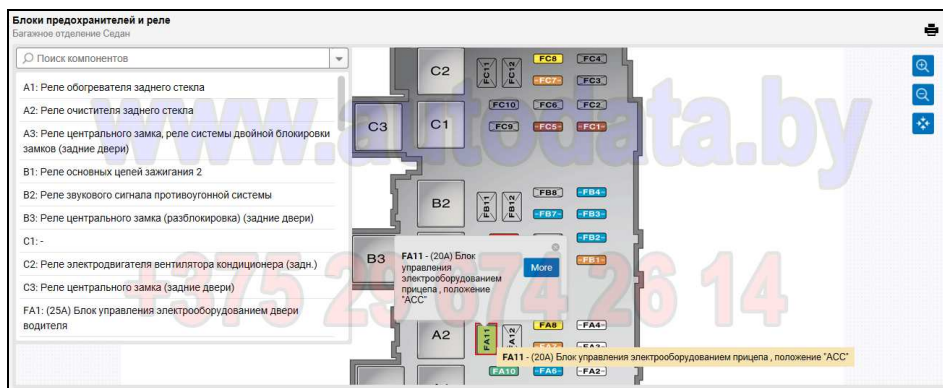 Блоки предохранителей и реле
Багажное отделение Седан
Поиск компонентов
A1: Реле обогревателя заднего стекла
A2: Реле очистителя заднего стекла
A3: Реле центрального замка, реле системы двойной блокировки
замков (задние двери)
B1: Реле основных цепей зажигания 2
B2: Реле звукового сигнала противоугонной системы
B3: Реле центрального замка (разблокировка) (задние двери)
C1: -
C2: Реле электродвигателя вентилятора кондиционера (задн.)
C3: Реле центрального замка (задние двери)
FA1: (25A) Блок управления электрооборудованием двери
водителя
C2 FC11 FC12 FC8 FC4
-FC7- FC3
FC10 FC6 FC2
C3 C1 FC9 -FC5- -FC1-
B2 FB11 FB12 FB8 -FB4-
-FB7- -FB3-
-FB2-
B3 -FB1-
FA11 - (20A) Блок
управления
электрооборудованием
прицепа , положение
"ACC"
More
A2 FA11 FA12 FA8 -FA4-
FA11 - (20A) Блок управления электрооборудованием прицепа , положение "ACC"
FA10 -FA6- -FA2-
www.autodata.by
+375 29 674 26 14